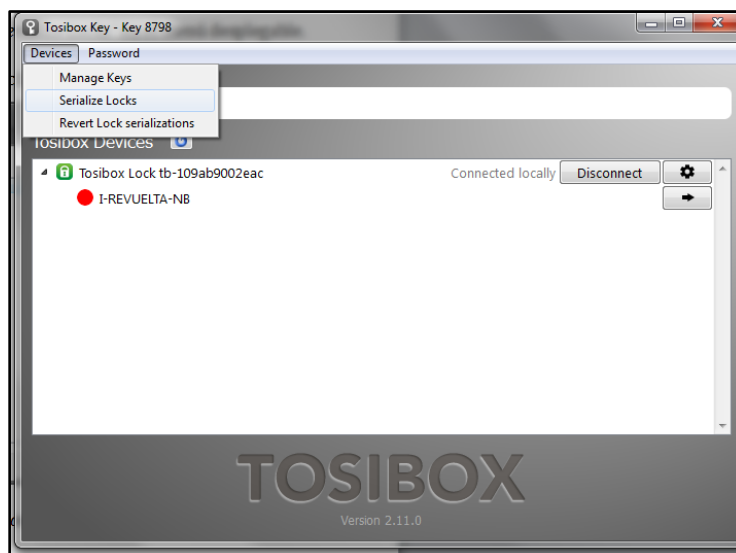 Tosibox Key - Key 8798
Devices Password
Manage Keys
Serialize Locks
Revert Lock serializations
Tosibox Devices
Tosibox Lock tb-109ab9002eac Connected locally Disconnect
I-REVUELTA-NB
TOSIBOX
Version 2.11.0